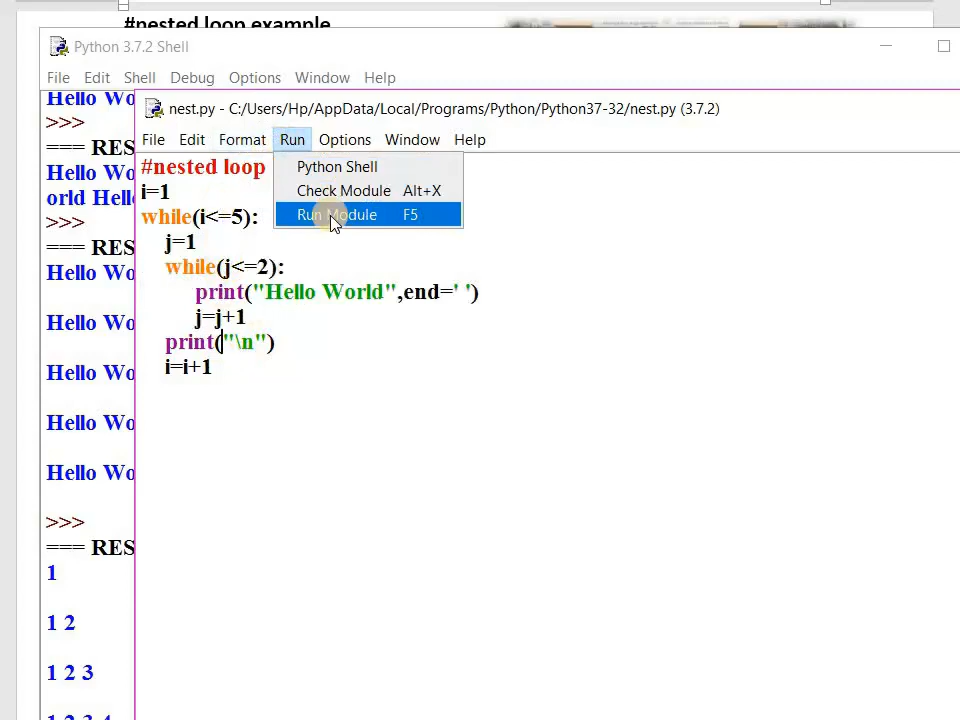 #nested loop example
Python 3.7.2 Shell
File Edit Shell Debug Options Window Help
Hello Wo
>>>
=== RES
Hello Wo
orld Hell
>>>
=== RES
Hello Wo
Hello Wo
Hello Wo
Hello Wo
Hello Wo
>>>
=== RES
1
1 2
1 2 3
1 2 3 4
nest.py - C:/Users/Hp/AppData/Local/Programs/Python/Python37-32/nest.py (3.7.2)
File Edit Format Run Options Window Help
Python Shell
Check Module Alt+X
Run Module F5
#nested loop
i=1
while(i<=5):
j=1
while(j<=2):
print("Hello World",end=' ')
j=j+1
print("\n")
i=i+1